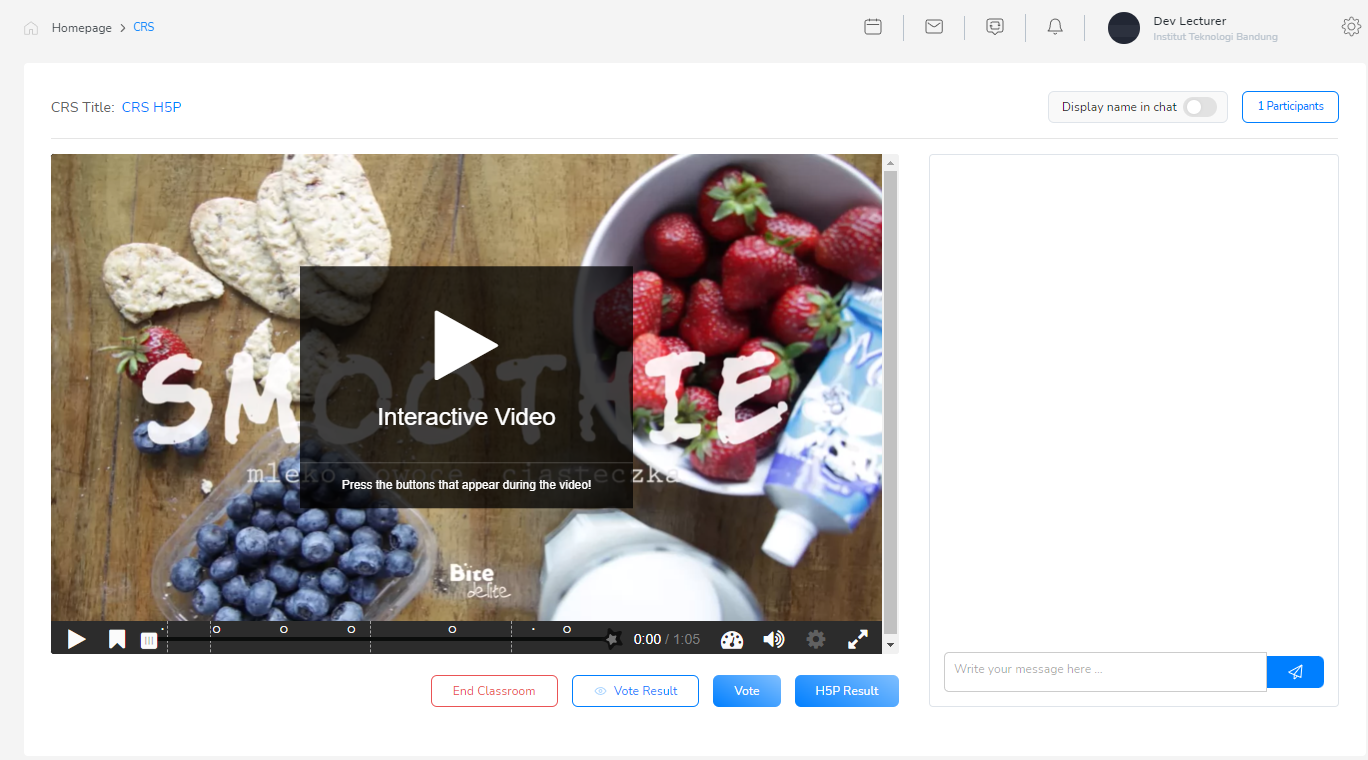 Homepage > CRS
Dev Lecturer
Institut Teknologi Bandung
CRS Title: CRS H5P
Display name in chat
1 Participants
SMOOTHIE
Interactive Video
mleko owoce ciasteczka
Press the buttons that appear during the video!
Bite
delite
0:00 / 1:05
Write your message here ...
End Classroom
Vote Result
Vote
H5P Result